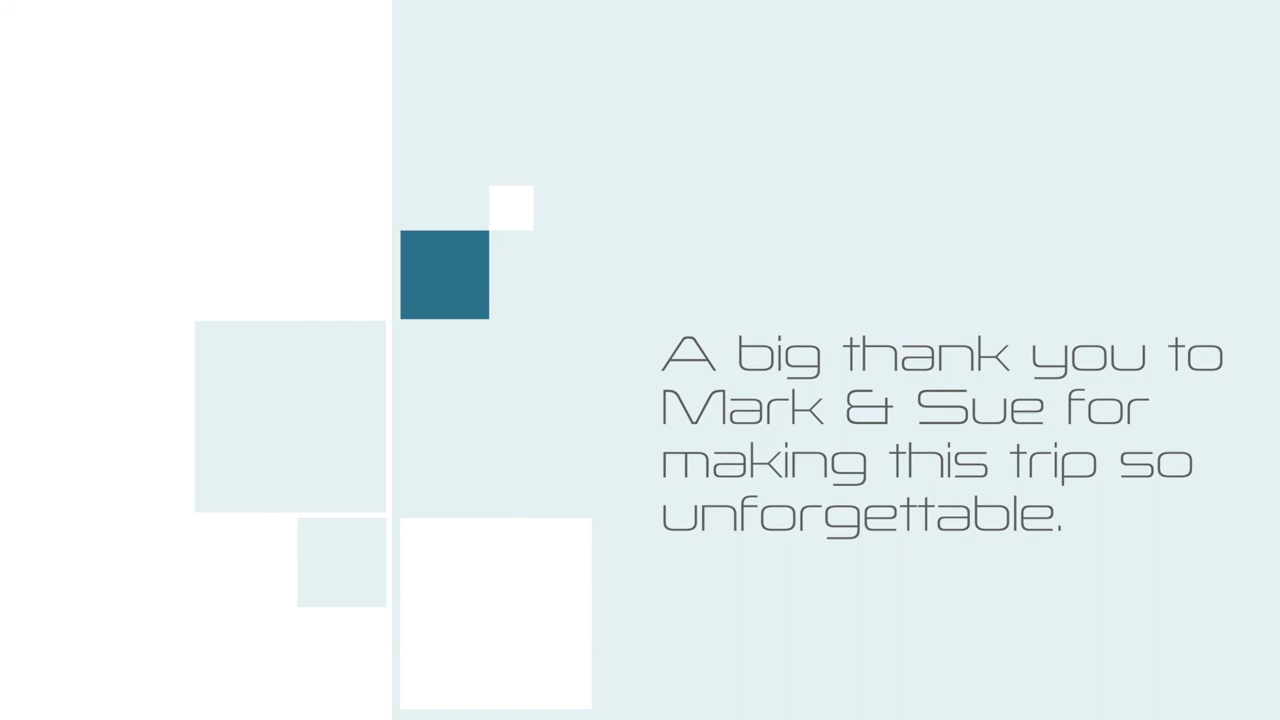 A big thank you to
Mark & Sue for
making this trip so
unforgettable.